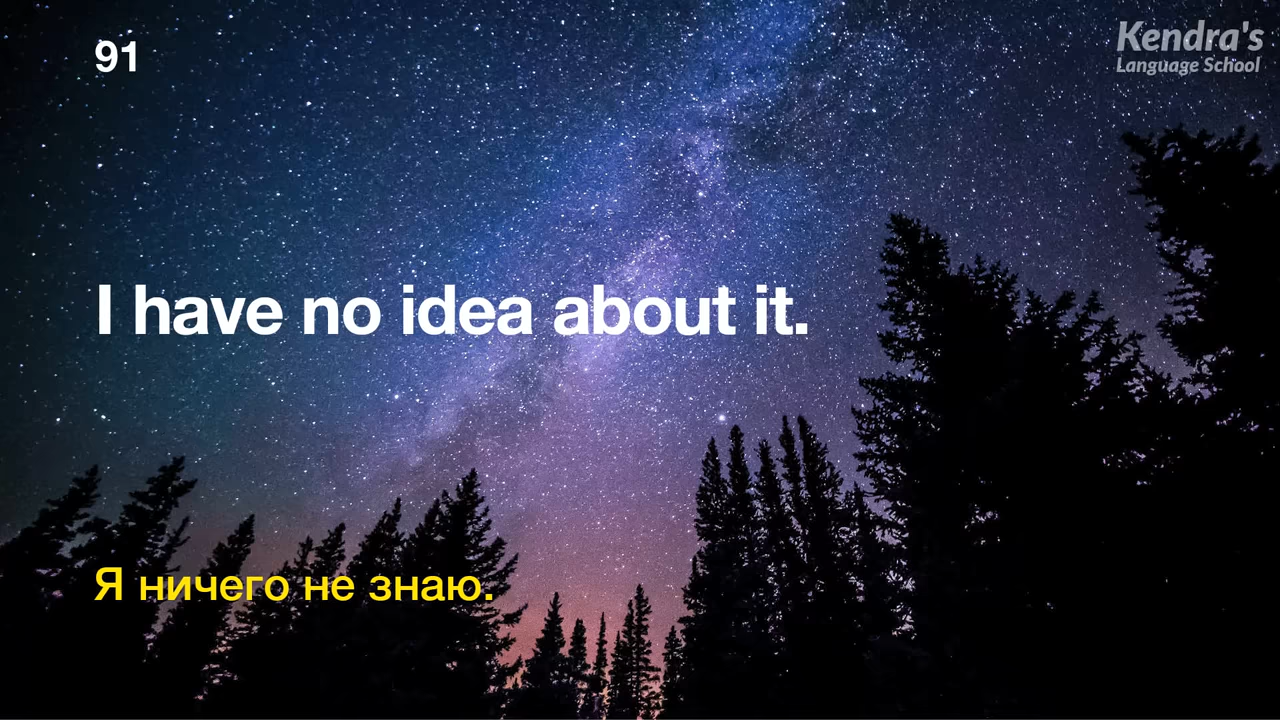 91
Kendra's
Language School
I have no idea about it.
Я ничего не знаю.